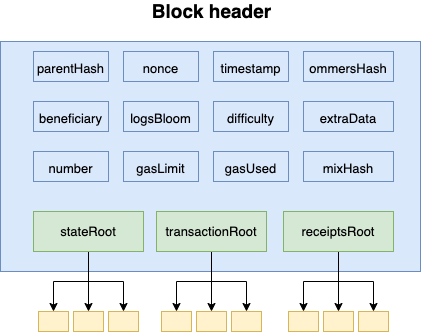 Block header
parentHash nonce timestamp ommersHash
beneficiary logsBloom difficulty extraData
number gasLimit gasUsed mixHash
stateRoot transactionRoot receiptsRoot